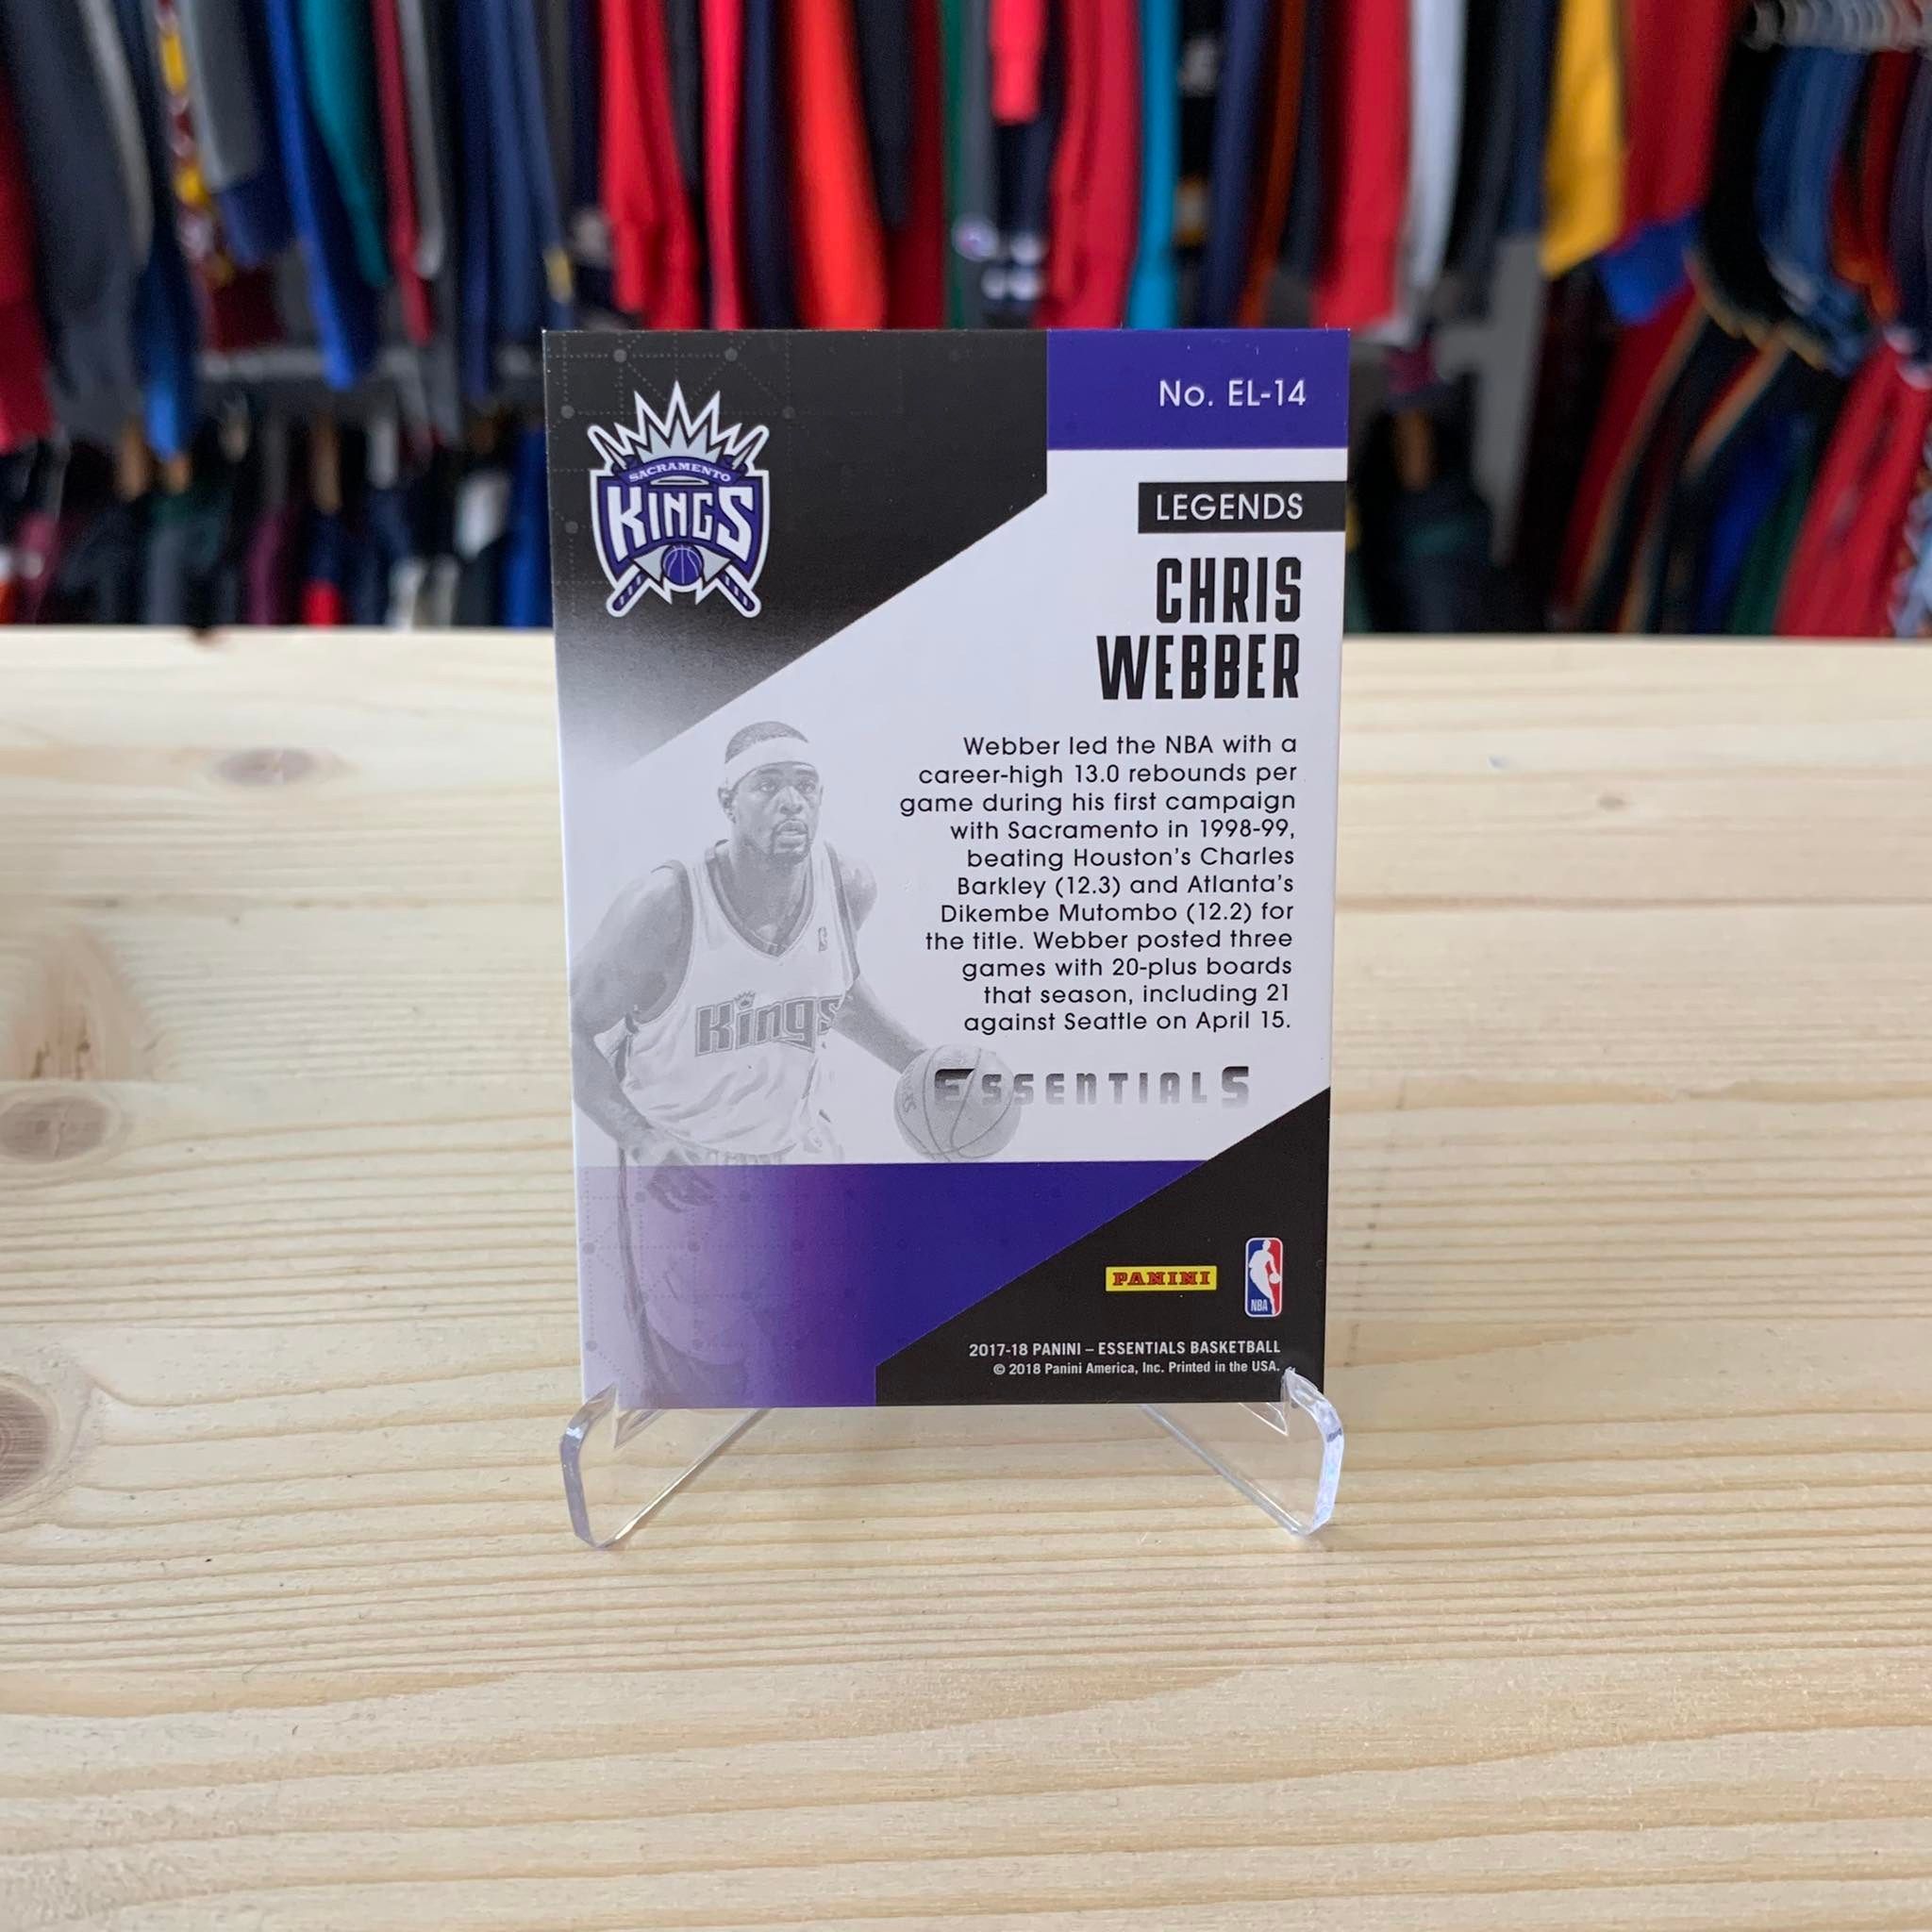 No. EL-14
SACRAMENTO
KINGS
LEGENDS
CHRIS
WEBBER
Webber led the NBA with a
career-high 13.0 rebounds per
game during his first campaign
with Sacramento in 1998-99,
beating Houston's Charles
Barkley (12.3) and Atlanta's
Dikembe Mutombo (12.2) for
the title. Webber posted three
games with 20-plus boards
that season, including 21
against Seattle on April 15.
Kings
ESSENTIALS
PANINI
NBA
2017-18 PANINI – ESSENTIALS BASKETBALL
© 2018 Panini America, Inc. Printed in the USA.